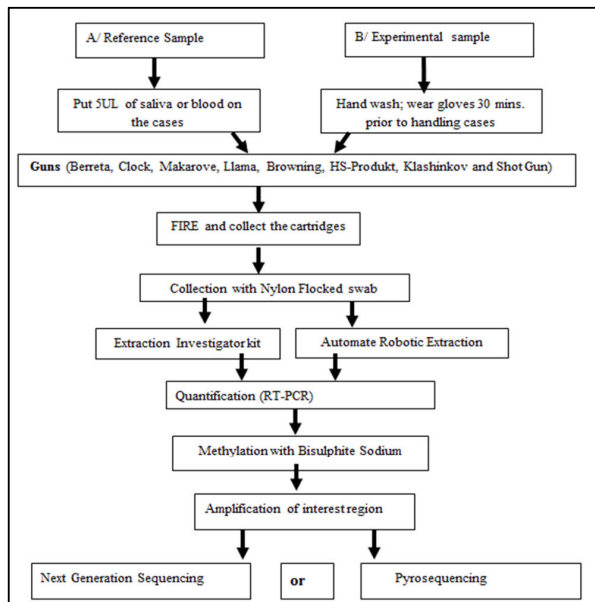 A/ Reference Sample
B/ Experimental sample
Put 5UL of saliva or blood on
the cases
Hand wash; wear gloves 30 mins.
prior to handling cases
Guns (Berreta, Clock, Makarove, Llama, Browning, HS-Produkt, Klashinkov and Shot Gun)
FIRE and collect the cartridges
Collection with Nylon Flocked swab
Extraction Investigator kit
Automate Robotic Extraction
Quantification (RT-PCR)
Methylation with Bisulphite Sodium
Amplification of interest region
Next Generation Sequencing
or
Pyrosequencing